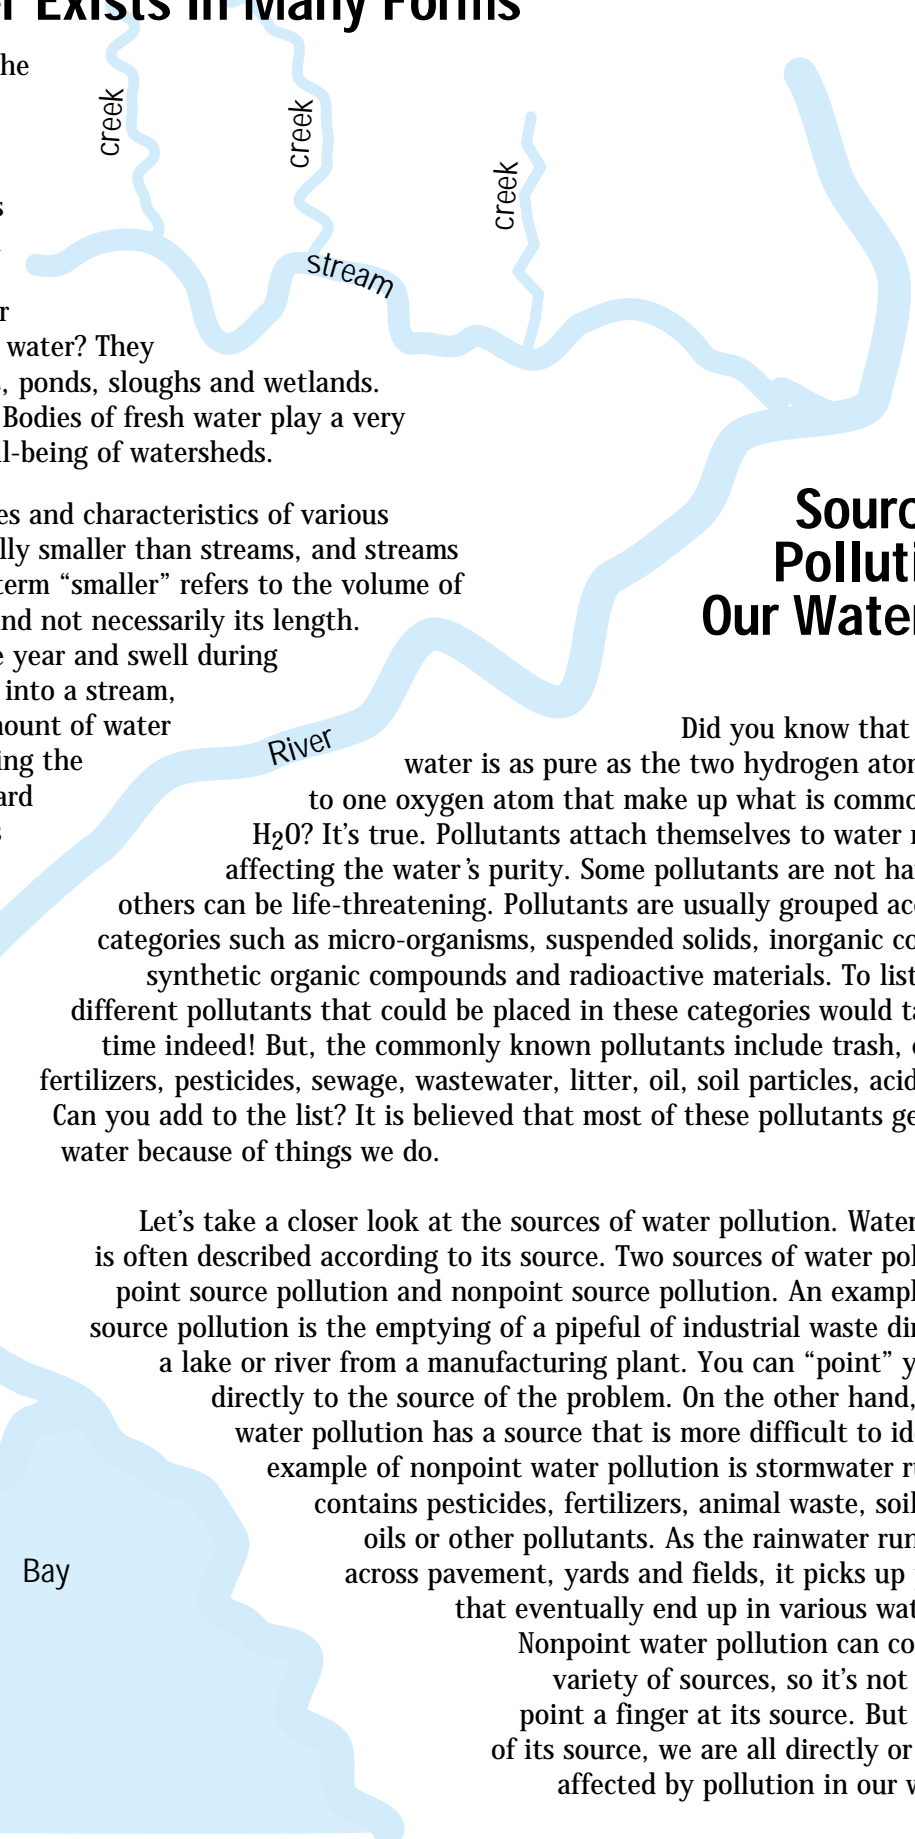 er Exists in Many Forms
he
creek
creek
creek
s
stream
r
water? They
, ponds, sloughs and wetlands.
Bodies of fresh water play a very
l-being of watersheds.
es and characteristics of various
lly smaller than streams, and streams
term “smaller” refers to the volume of
nd not necessarily its length.
e year and swell during
into a stream,
nount of water
ing the
ard
s
River
Sourc
Polluti
Our Water
Did you know that
water is as pure as the two hydrogen aton
to one oxygen atom that make up what is commo
H₂0? It's true. Pollutants attach themselves to water
affecting the water's purity. Some pollutants are not har
others can be life-threatening. Pollutants are usually grouped acc
categories such as micro-organisms, suspended solids, inorganic co
synthetic organic compounds and radioactive materials. To list
different pollutants that could be placed in these categories would ta
time indeed! But, the commonly known pollutants include trash,
fertilizers, pesticides, sewage, wastewater, litter, oil, soil particles, acid
Can you add to the list? It is believed that most of these pollutants ge
water because of things we do.
Let's take a closer look at the sources of water pollution. Water
is often described according to its source. Two sources of water pol
point source pollution and nonpoint source pollution. An exampl
source pollution is the emptying of a pipeful of industrial waste dir
a lake or river from a manufacturing plant. You can “point” y
directly to the source of the problem. On the other hand,
water pollution has a source that is more difficult to id
example of nonpoint water pollution is stormwater ru
contains pesticides, fertilizers, animal waste, soil
oils or other pollutants. As the rainwater run
Bay
across pavement, yards and fields, it picks up
that eventually end up in various wat
Nonpoint water pollution can co
variety of sources, so it's not
point a finger at its source. But
of its source, we are all directly or
affected by pollution in our w